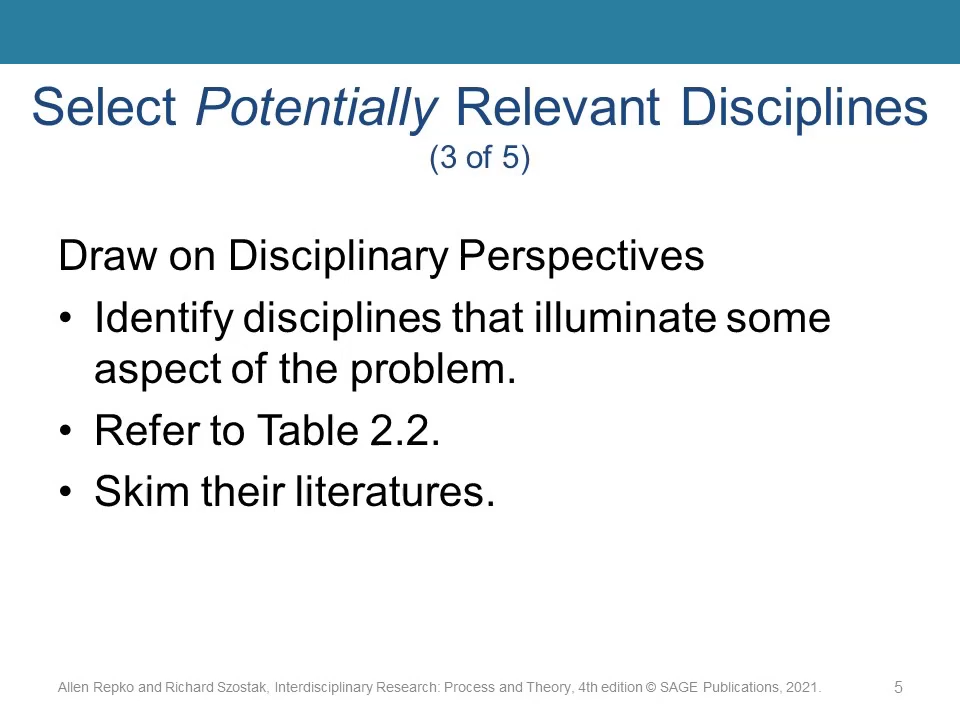 Select Potentially Relevant Disciplines
(3 of 5)
Draw on Disciplinary Perspectives
• Identify disciplines that illuminate some
aspect of the problem.
• Refer to Table 2.2.
• Skim their literatures.
Allen Repko and Richard Szostak, Interdisciplinary Research: Process and Theory, 4th edition © SAGE Publications, 2021.
5